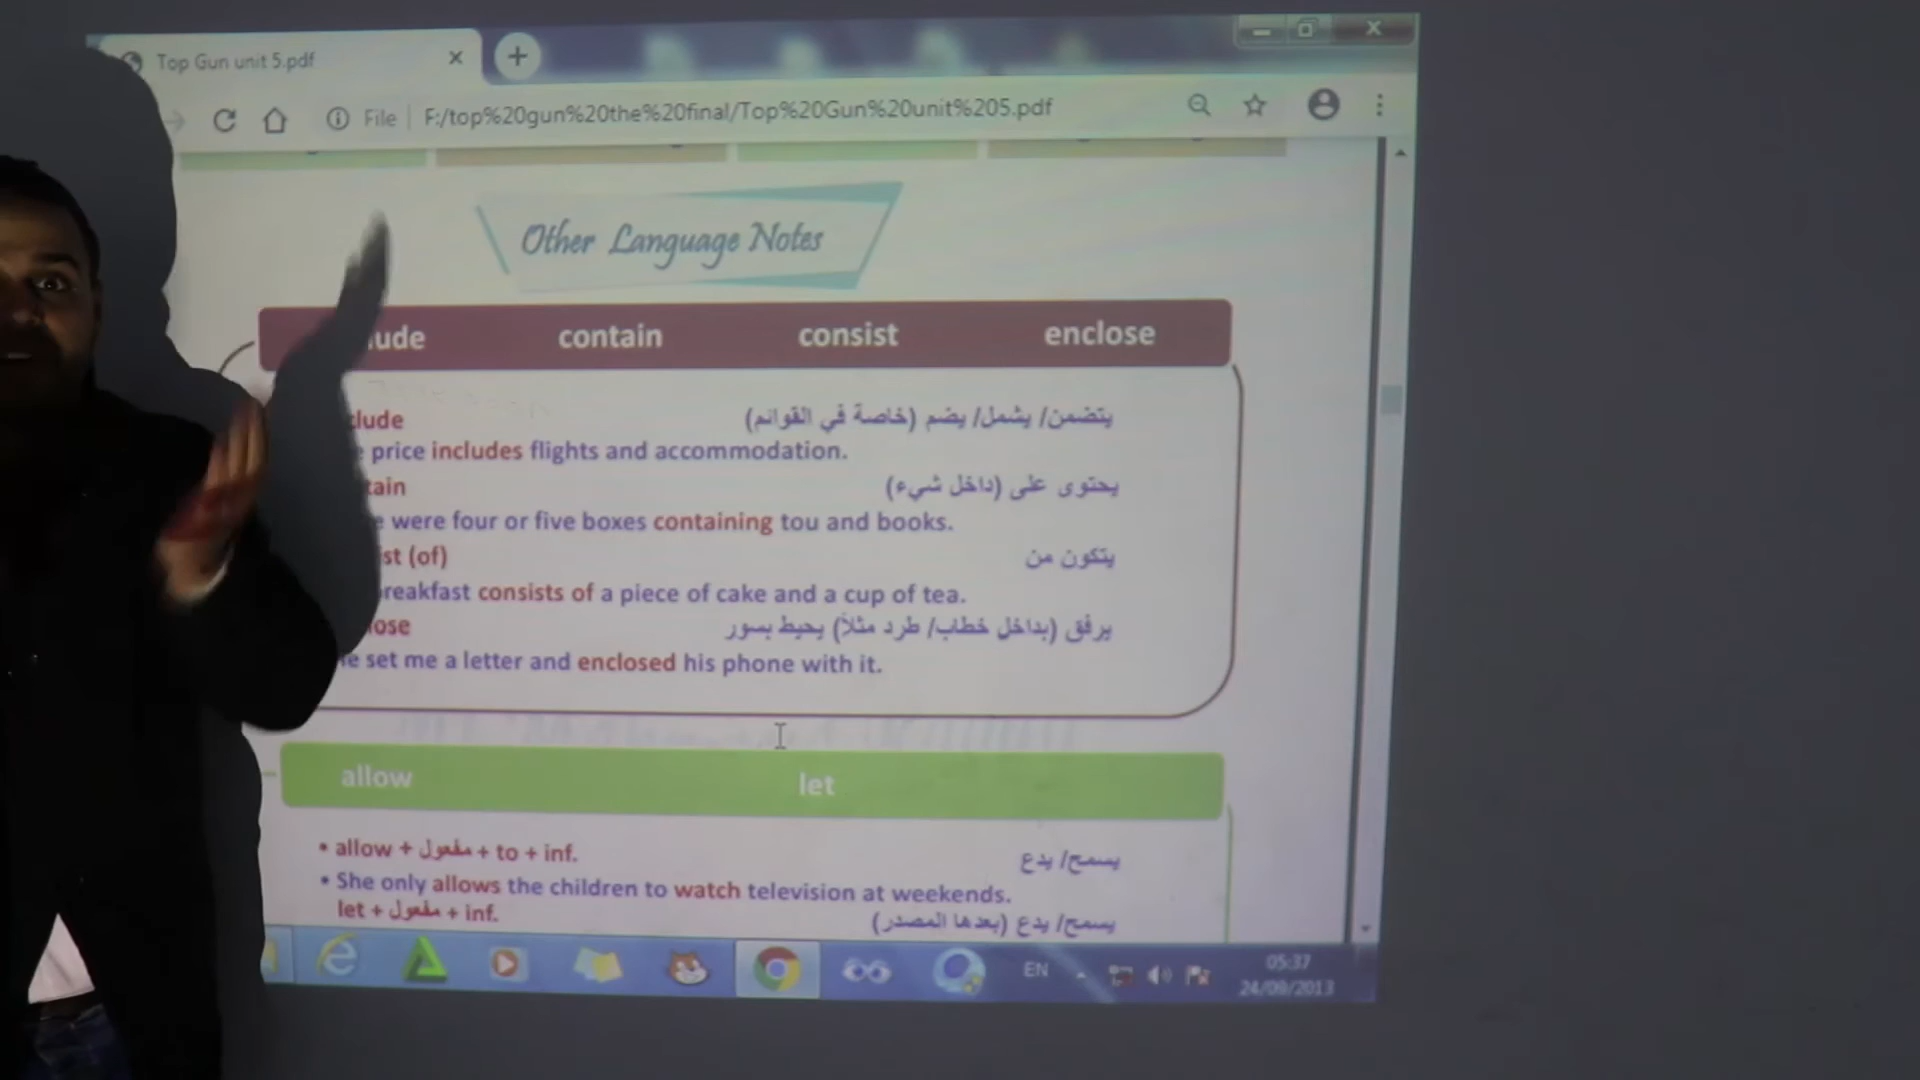 Top Gun unit 5.pdf
File F:/top%20gun%20the%20final/Top%20Gun%20unit%205.pdf
Other Language Notes
lude contain consist enclose
clude يتضمن/ يشمل/ يضم (خاصة في القوائم)
e price includes flights and accommodation.
tain يحتوى على (داخل شيء)
e were four or five boxes containing tou and books.
st (of) يتكون من
reakfast consists of a piece of cake and a cup of tea.
lose يرفق (بداخل خطاب/ طرد مثلاً) يحيط بسور
e set me a letter and enclosed his phone with it.
allow let
• allow + مفعول + to + inf. يسمح/ يدع
• She only allows the children to watch television at weekends.
let + مفعول + inf. يسمح/ يدع (بعدها المصدر)
EN 05:37
24/09/2013